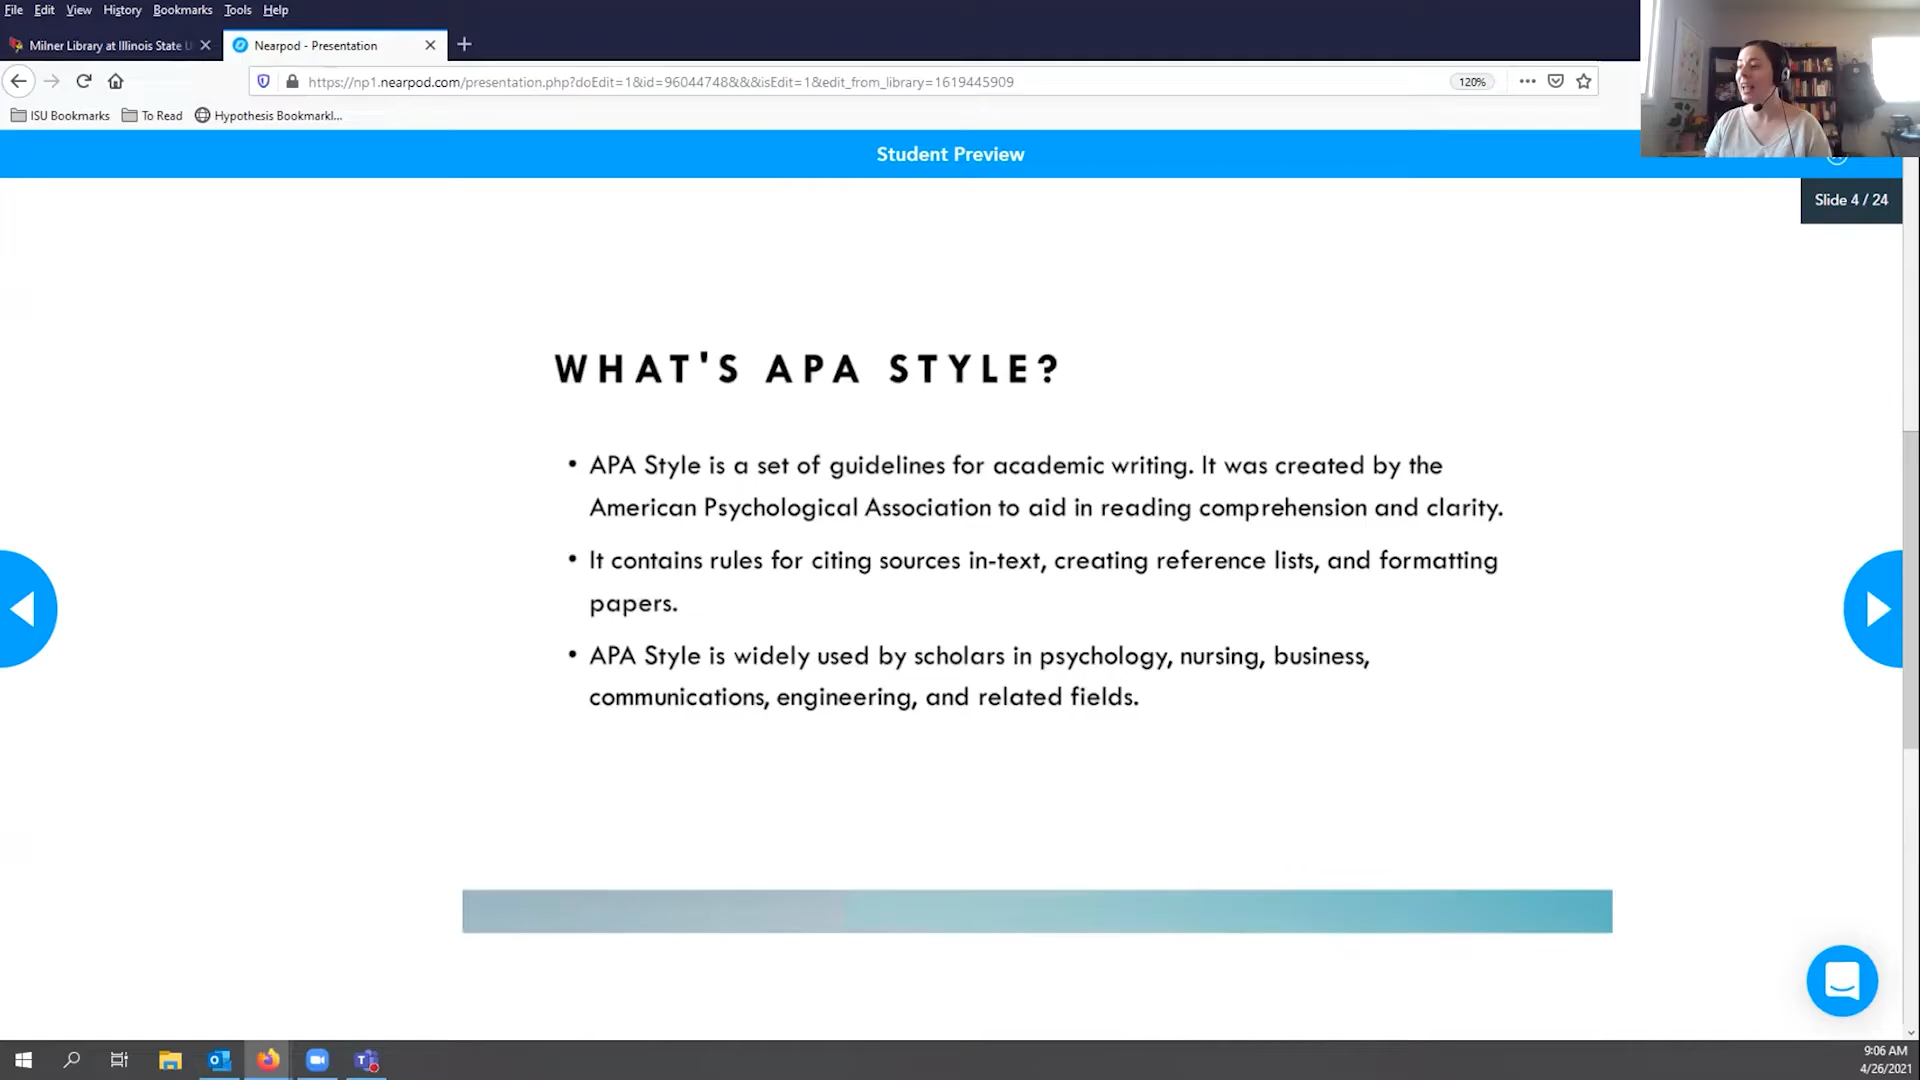 File Edit View History Bookmarks Tools Help
Milner Library at Illinois State U
Nearpod - Presentation
https://np1.nearpod.com/presentation.php?doEdit=1&id=96044748&&&isEdit=1&edit_from_library=1619445909
120%
ISU Bookmarks To Read Hypothesis Bookmarkl...
Student Preview
Slide 4 / 24
WHAT'S APA STYLE?
• APA Style is a set of guidelines for academic writing. It was created by the
American Psychological Association to aid in reading comprehension and clarity.
• It contains rules for citing sources in-text, creating reference lists, and formatting
papers.
• APA Style is widely used by scholars in psychology, nursing, business,
communications, engineering, and related fields.
9:06 AM
4/26/2021